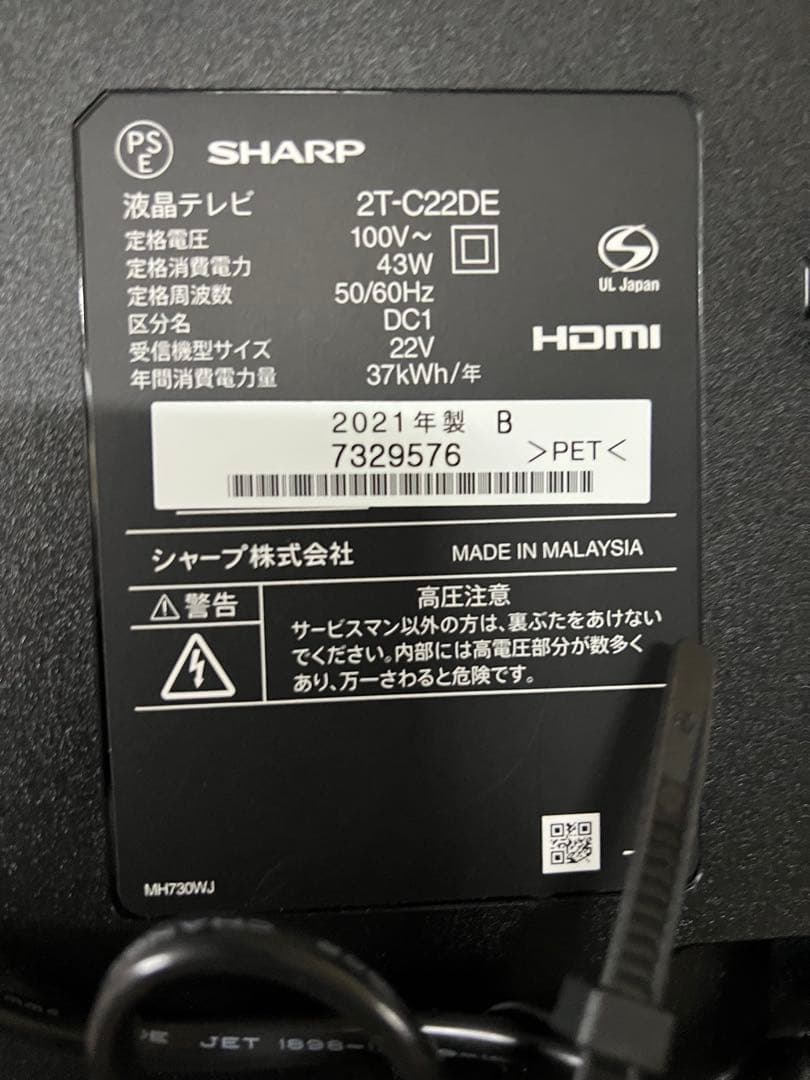 PSE SHARP
液晶テレビ 2T-C22DE
定格電圧 100V～
定格消費電力 43W
定格周波数 50/60Hz
区分名 DC1
受信機型サイズ 22V
年間消費電力量 37kWh/年
UL Japan
HDMI
2021年製 B
7329576 >PET<
シャープ株式会社 MADE IN MALAYSIA
警告
高圧注意
サービスマン以外の方は、裏ぶたをあけない
でください。内部には高電圧部分が数多く
あり、万一さわると危険です。
MH730WJ
JET 1898-